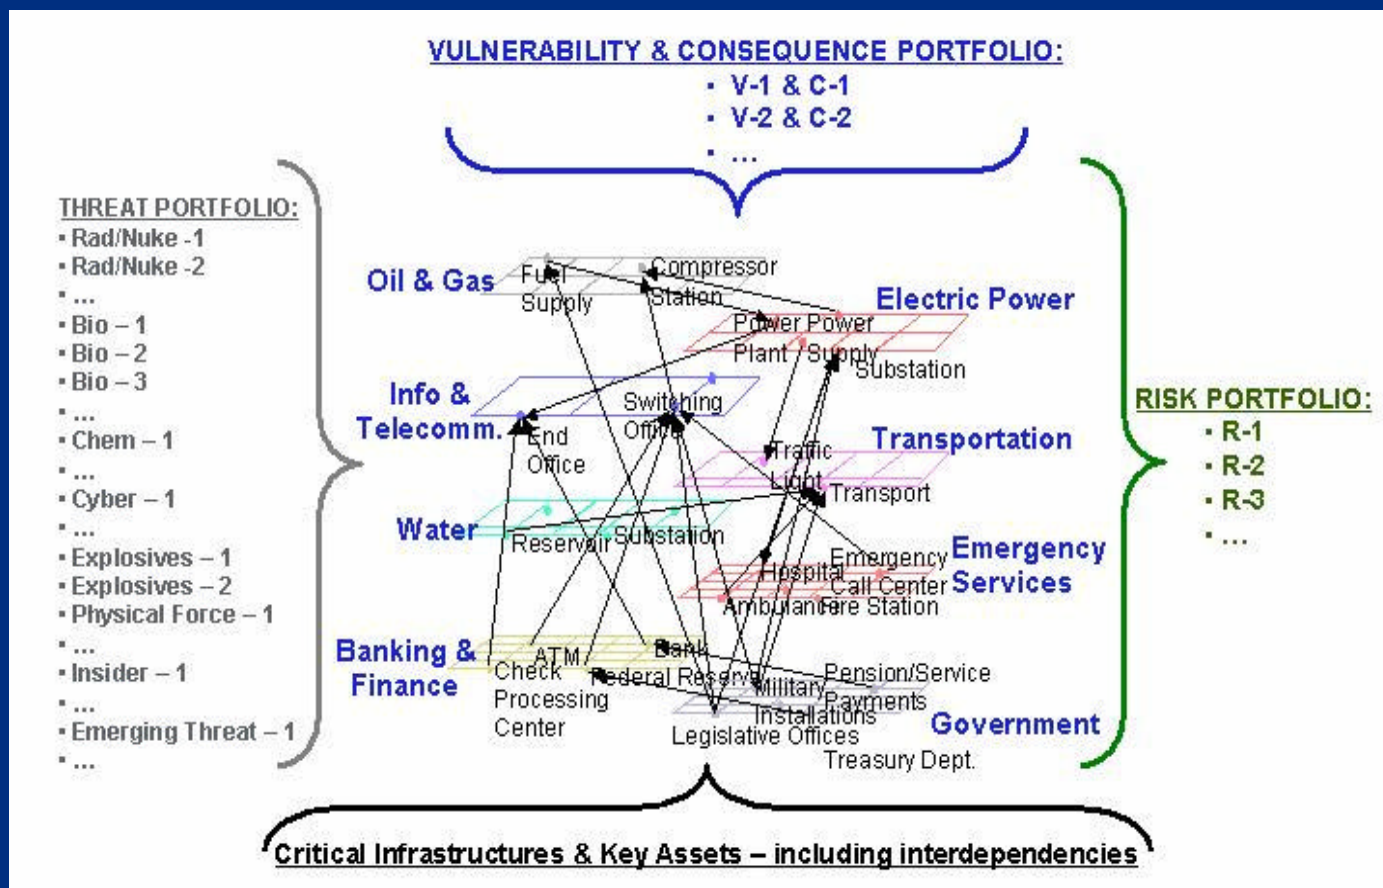 VULNERABILITY & CONSEQUENCE PORTFOLIO:
▪ V-1 & C-1
▪ V-2 & C-2
▪ ...
THREAT PORTFOLIO:
▪ Rad/Nuke -1
▪ Rad/Nuke -2
▪ ...
▪ Bio – 1
▪ Bio – 2
▪ Bio – 3
▪ ...
▪ Chem – 1
▪ ...
▪ Cyber – 1
▪ ...
▪ Explosives – 1
▪ Explosives – 2
▪ Physical Force – 1
▪ ...
▪ Insider – 1
▪ ...
▪ Emerging Threat – 1
▪ ...
Oil & Gas
Fuel
Supply
Compressor
Station
Electric Power
Power
Plant
Power
Supply
Substation
Info &
Telecomm.
End
Office
Switching
Office
Transportation
Traffic
Light
Transport
Water
Reservoir
Substation
Emergency
Services
Hospital
Emergency
Call Center
Ambulance
Fire Station
Banking &
Finance
ATM
Bank
Check
Processing
Center
Federal Reserve
Government
Military
Installations
Pension/Service
Payments
Legislative Offices
Treasury Dept.
RISK PORTFOLIO:
▪ R-1
▪ R-2
▪ R-3
▪ ...
Critical Infrastructures & Key Assets – including interdependencies